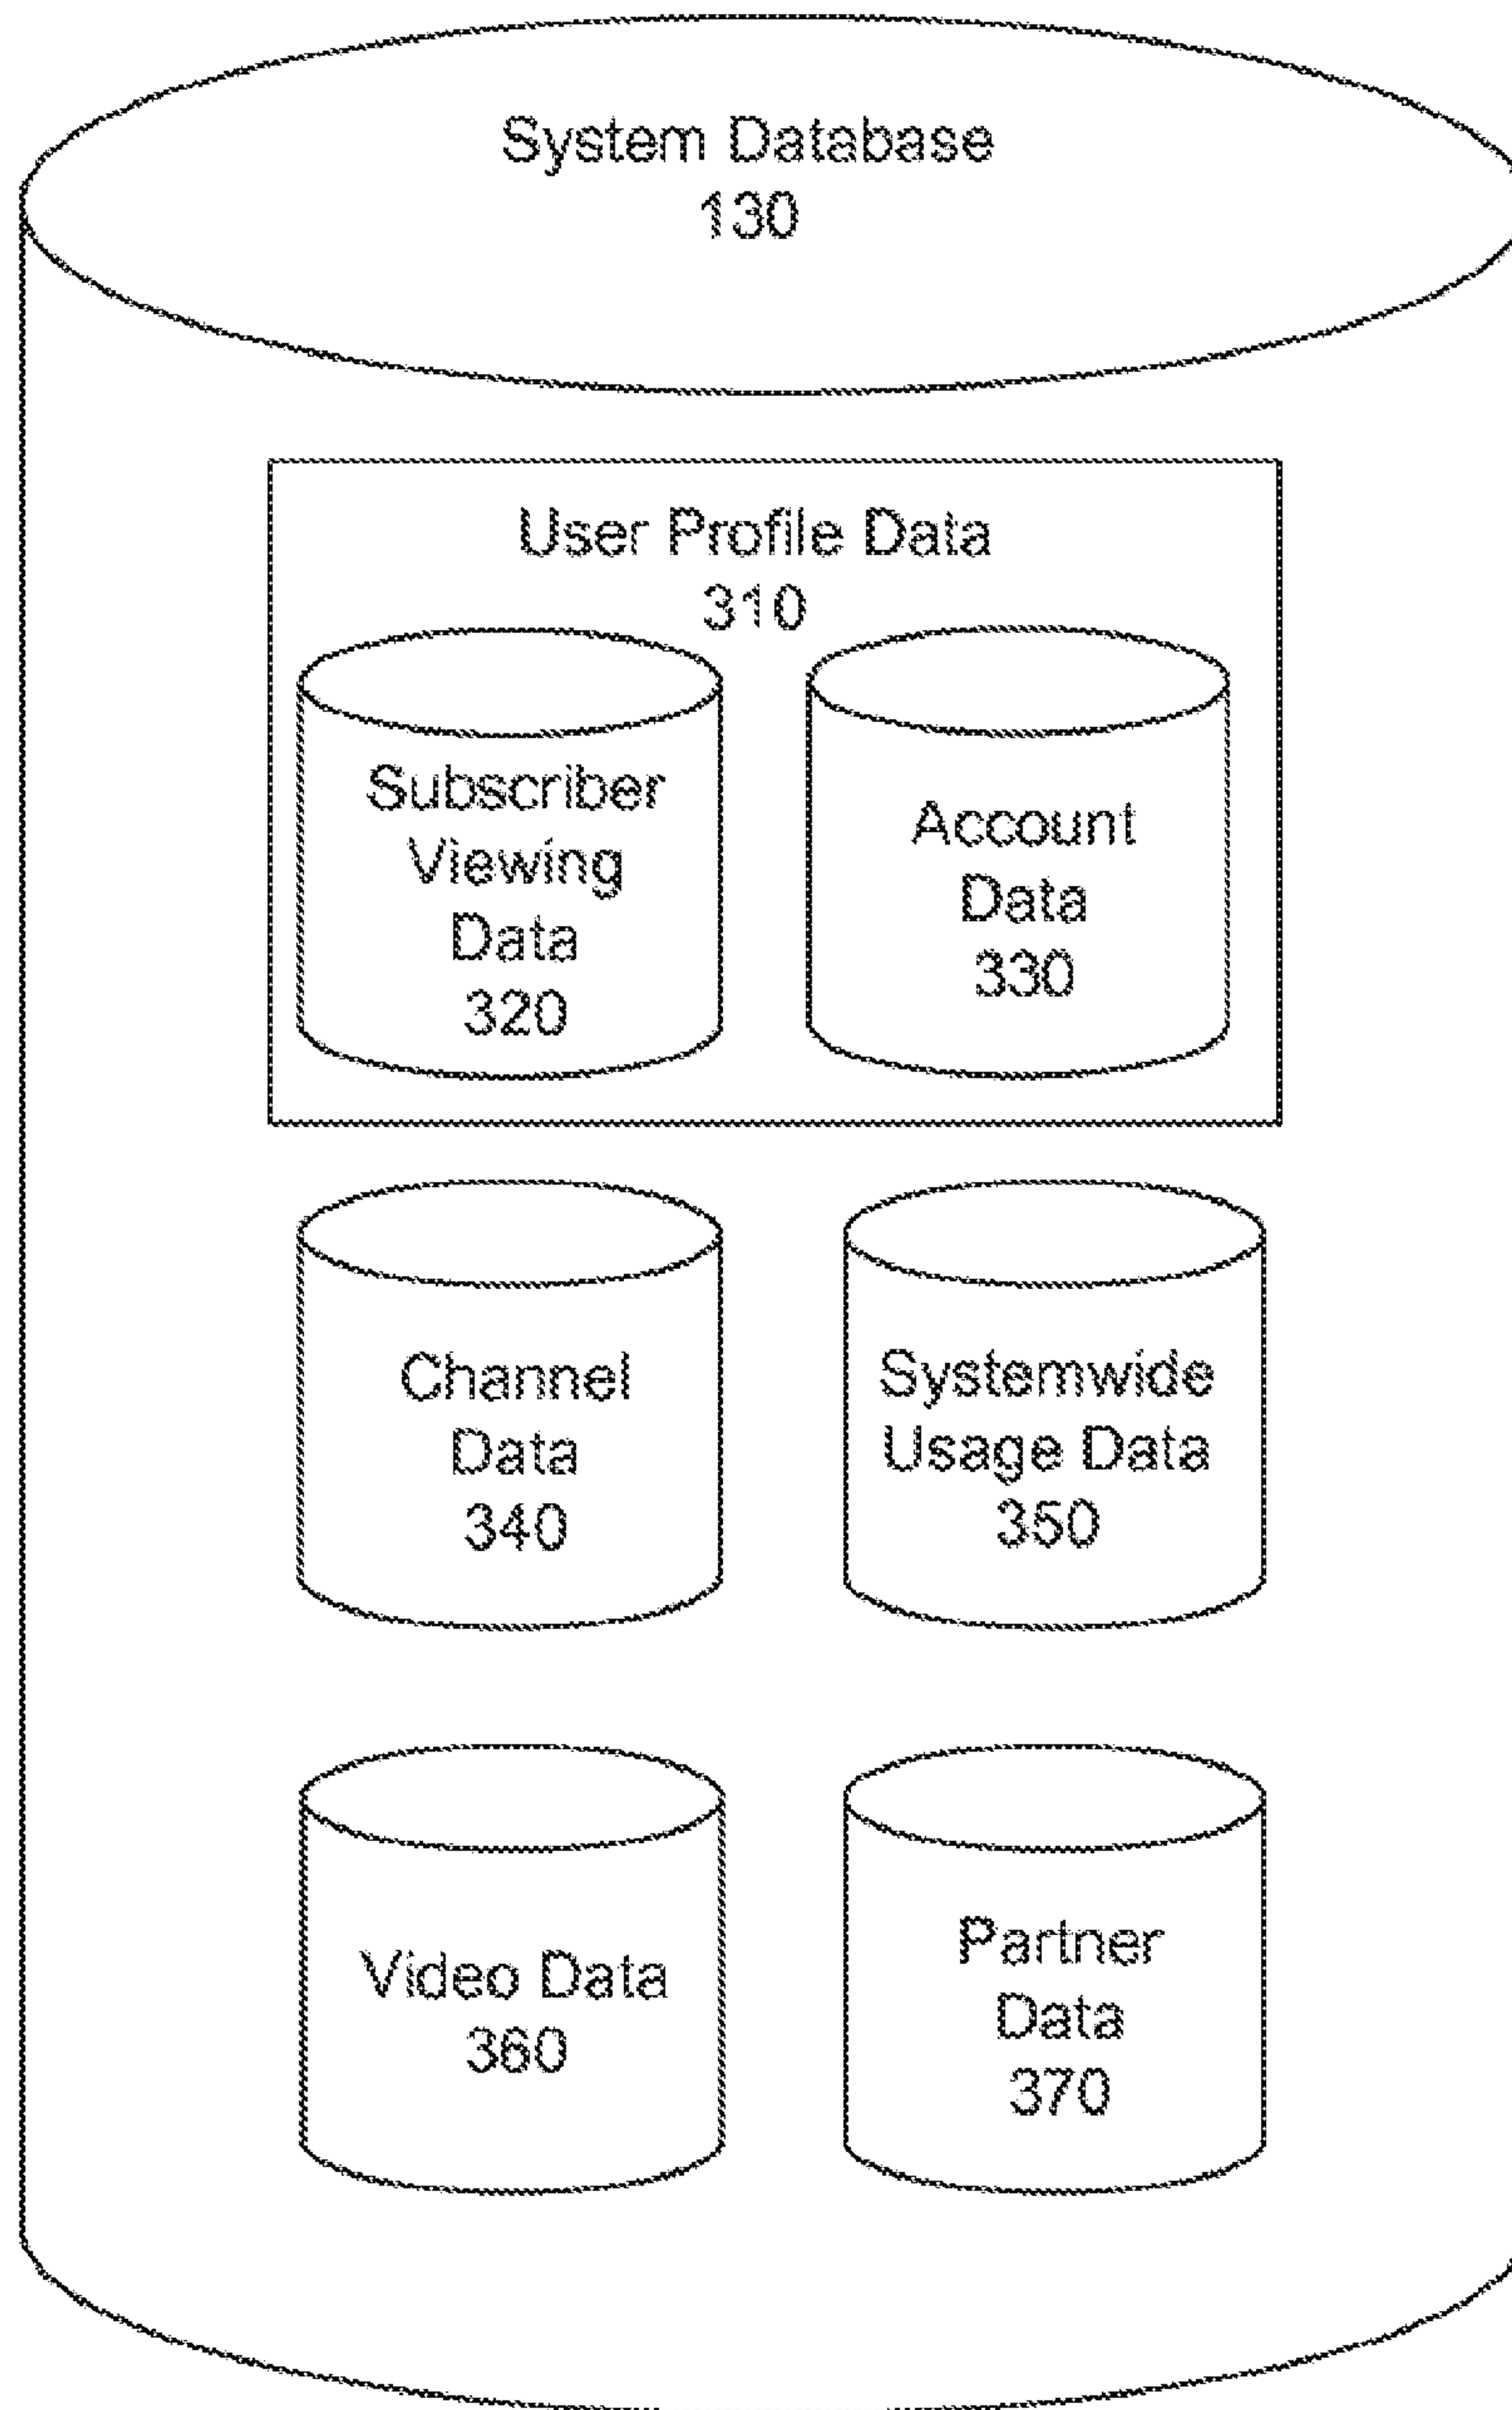 System Database
130
User Profile Data
310
Subscriber
Viewing
Data
320
Account
Data
330
Channel
Data
340
Systemwide
Usage Data
350
Video Data
360
Partner
Data
370